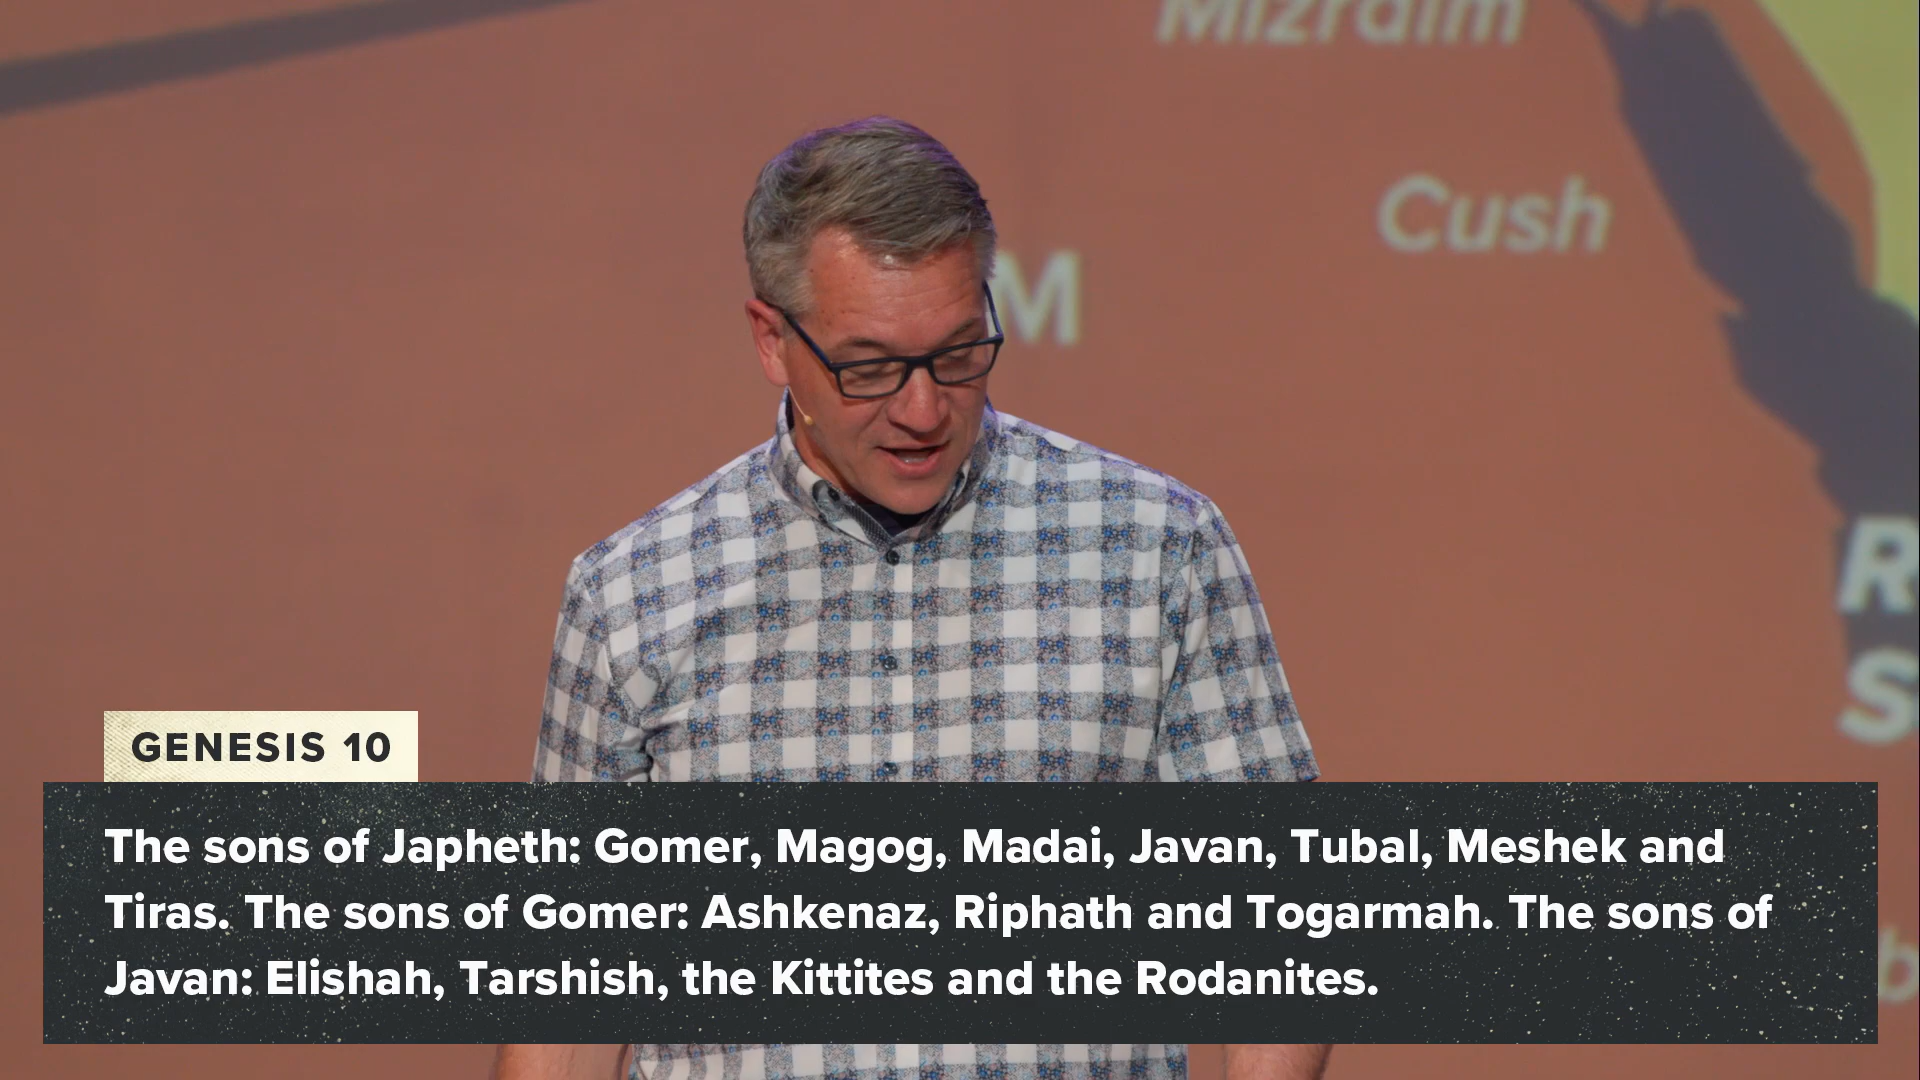 Mizraim
Cush
M
R
S
GENESIS 10
The sons of Japheth: Gomer, Magog, Madai, Javan, Tubal, Meshek and
Tiras. The sons of Gomer: Ashkenaz, Riphath and Togarmah. The sons of
Javan: Elishah, Tarshish, the Kittites and the Rodanites.
b